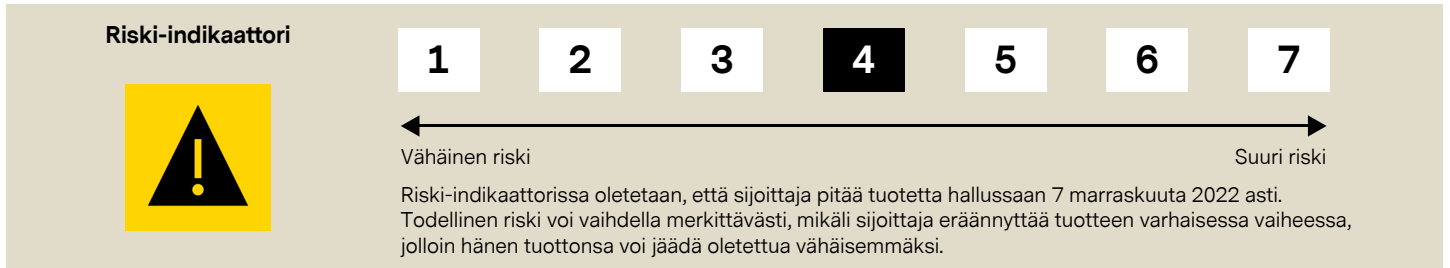 Riski-indikaattori
1 2 3 4 5 6 7
Vähäinen riski Suuri riski
Riski-indikaattorissa oletetaan, että sijoittaja pitää tuotetta hallussaan 7 marraskuuta 2022 asti.
Todellinen riski voi vaihdella merkittävästi, mikäli sijoittaja eräännyttää tuotteen varhaisessa vaiheessa,
jolloin hänen tuottonsa voi jäädä oletettua vähäisemmäksi.